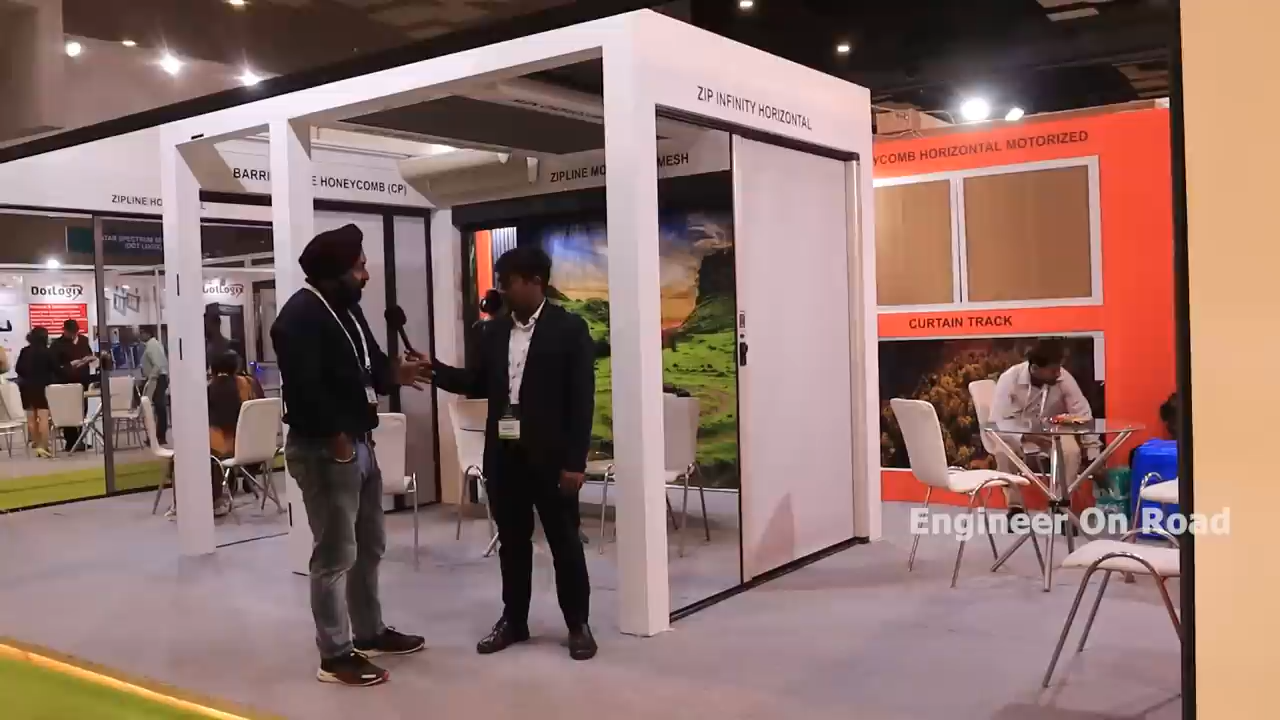 ZIP INFINITY HORIZONTAL
YCOMB HORIZONTAL MOTORIZED
BARRI
E HONEYCOMB (CP)
ZIPLINE MO
MESH
ZIPLINE HO
L
DotLogix
DotLogix
CURTAIN TRACK
Engineer On Road